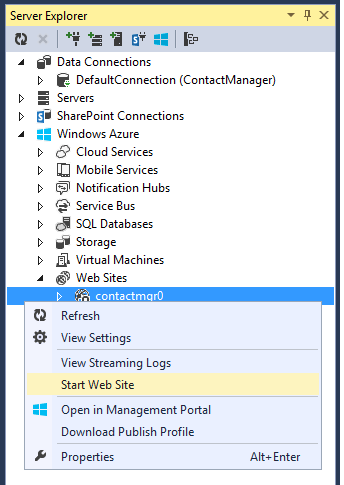 Server Explorer
Data Connections
DefaultConnection (ContactManager)
Servers
SharePoint Connections
Windows Azure
Cloud Services
Mobile Services
Notification Hubs
Service Bus
SQL Databases
Storage
Virtual Machines
Web Sites
contactmgr0
Refresh
View Settings
View Streaming Logs
Start Web Site
Open in Management Portal
Download Publish Profile
Properties Alt+Enter